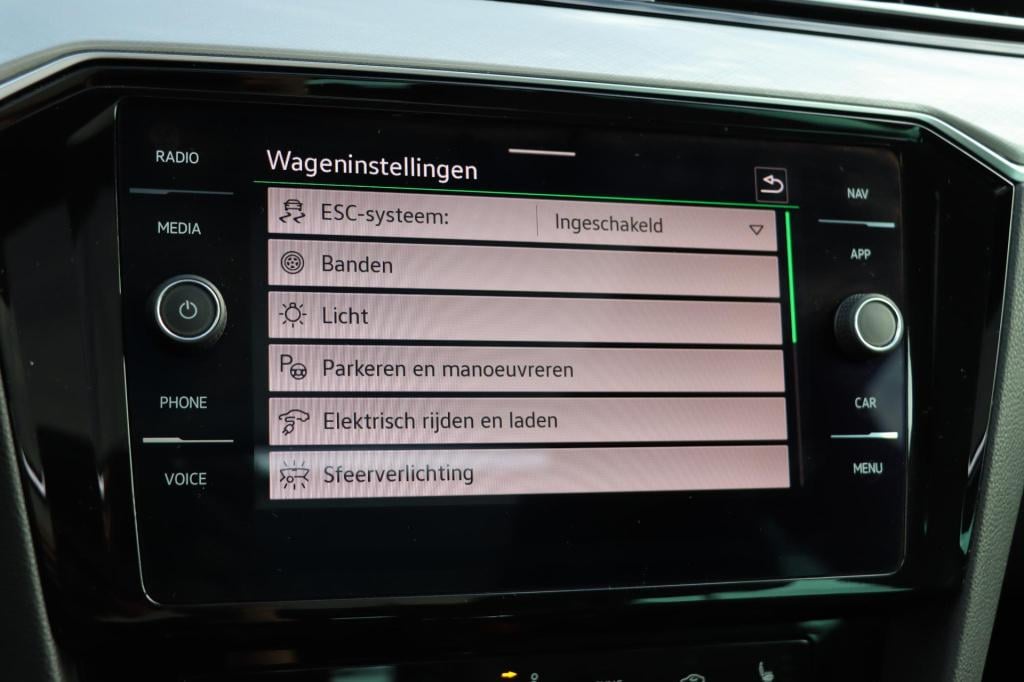 RADIO
MEDIA
PHONE
VOICE
Wageninstellingen
ESC-systeem: Ingeschakeld
Banden
Licht
Parkeren en manoeuvreren
Elektrisch rijden en laden
Sfeerverlichting
NAV
APP
CAR
MENU